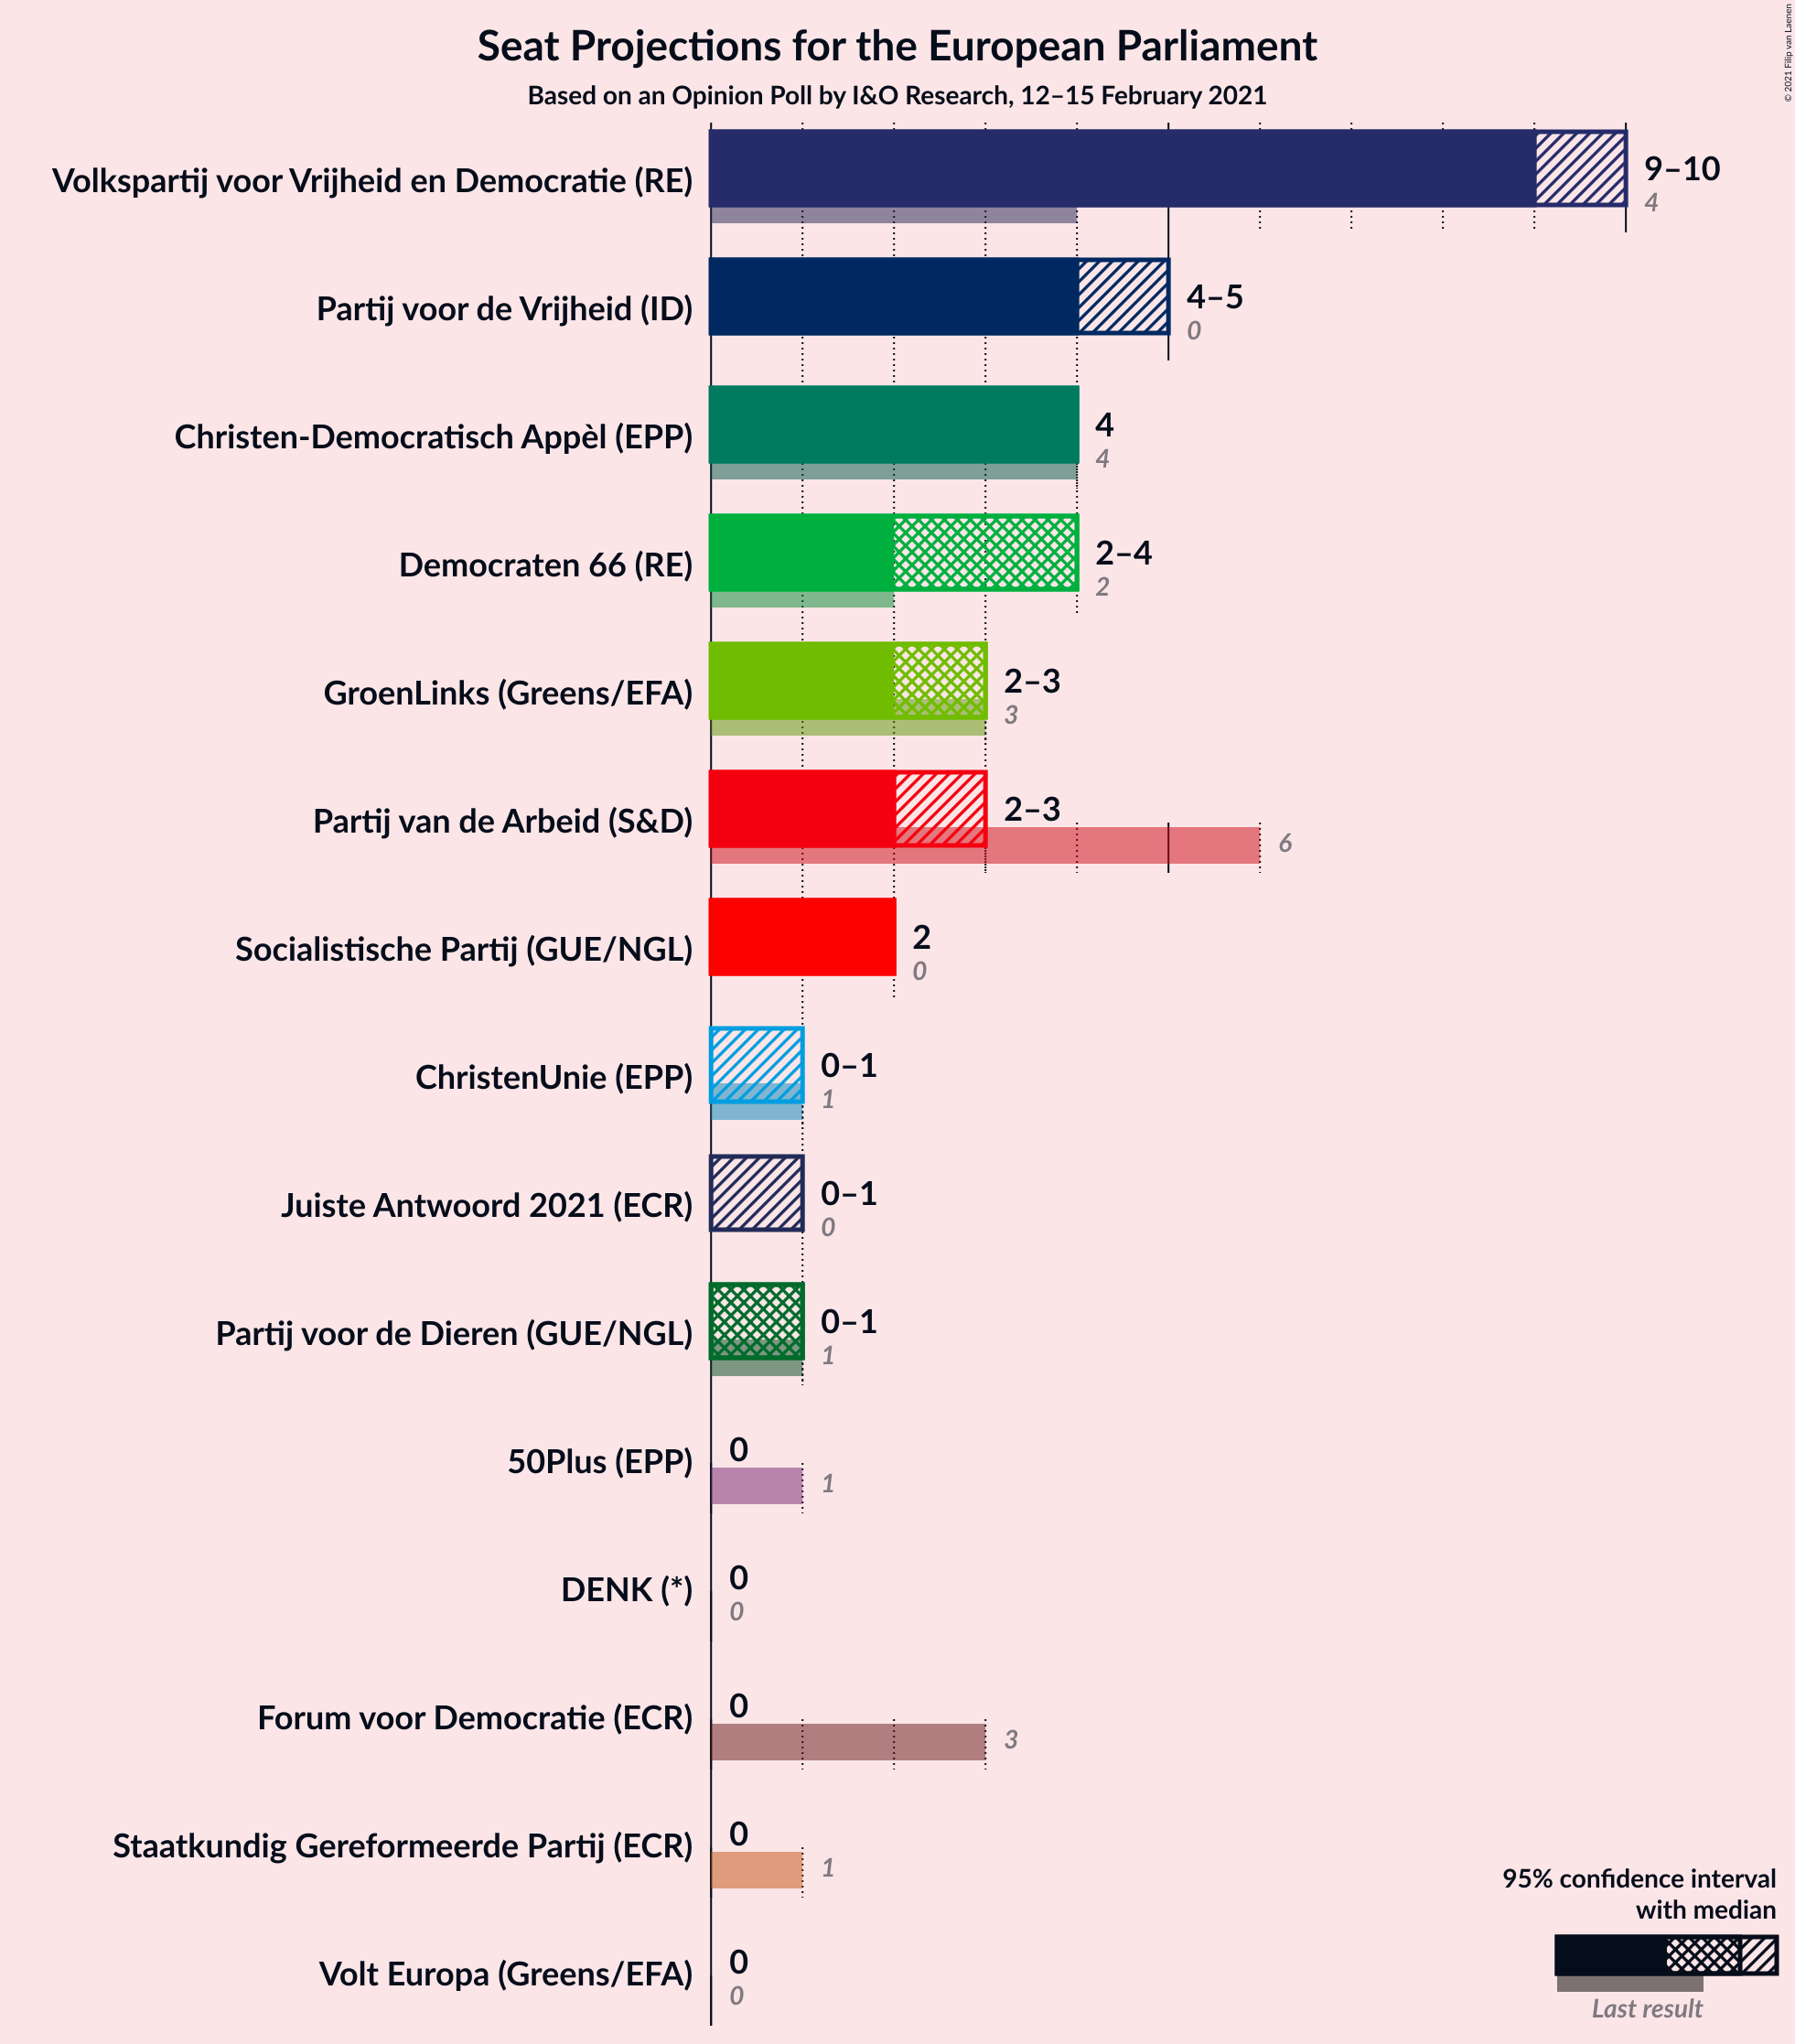 Seat Projections for the European Parliament
Based on an Opinion Poll by I&O Research, 12–15 February 2021
© 2021 Filip van Laenen
Volkspartij voor Vrijheid en Democratie (RE)
9–10
4
Partij voor de Vrijheid (ID)
4–5
0
Christen-Democratisch Appèl (EPP)
4
4
Democraten 66 (RE)
2–4
2
GroenLinks (Greens/EFA)
2–3
3
Partij van de Arbeid (S&D)
2–3
6
Socialistische Partij (GUE/NGL)
2
0
ChristenUnie (EPP)
0–1
1
Juiste Antwoord 2021 (ECR)
0–1
0
Partij voor de Dieren (GUE/NGL)
0–1
1
50Plus (EPP)
0
1
DENK (*)
0
0
Forum voor Democratie (ECR)
0
3
Staatkundig Gereformeerde Partij (ECR)
0
1
Volt Europa (Greens/EFA)
0
0
95% confidence interval
with median
Last result